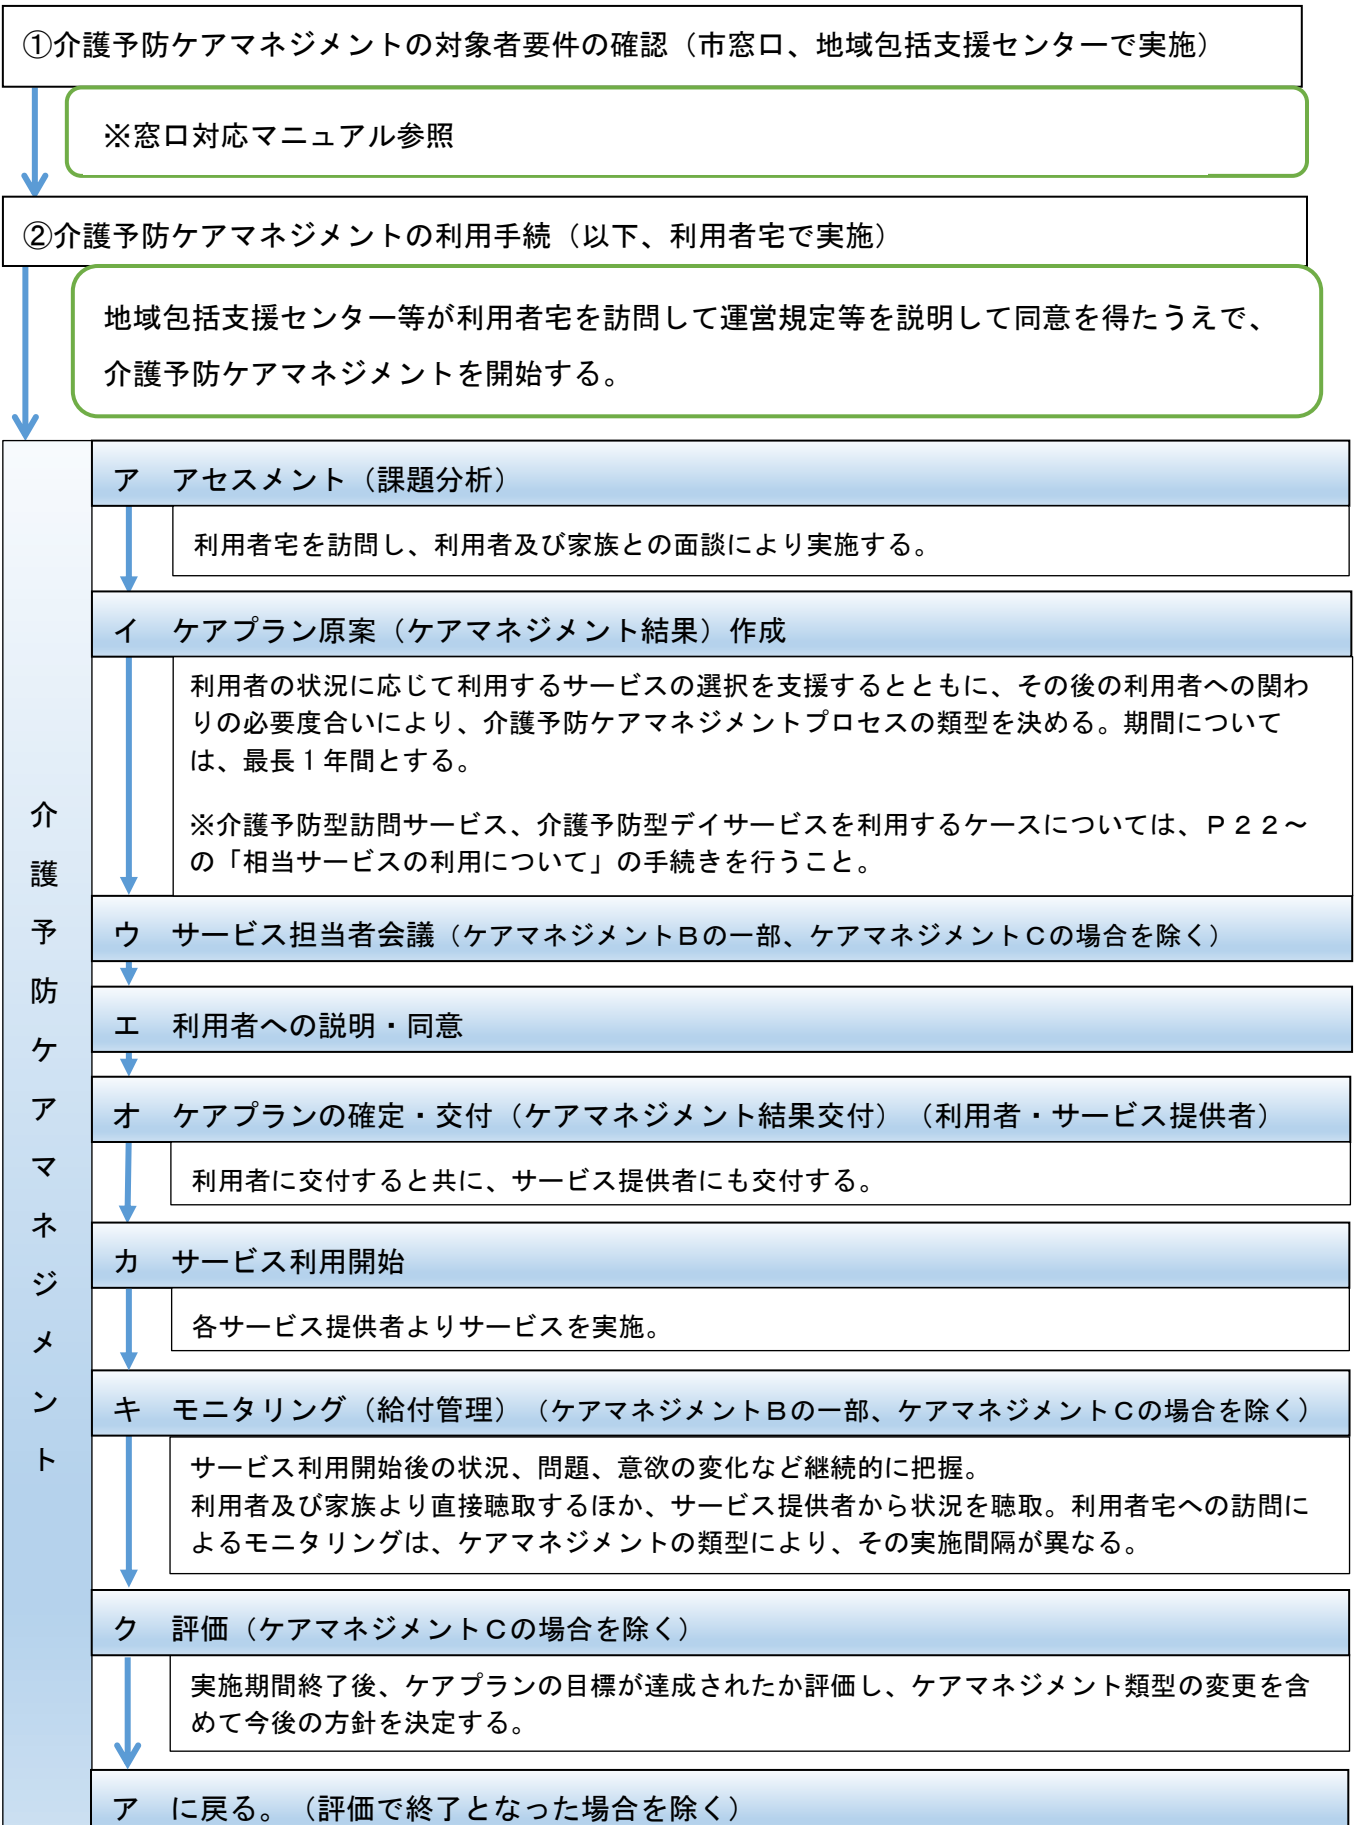 ①介護予防ケアマネジメントの対象者要件の確認（市窓口、地域包括支援センターで実施）
※窓口対応マニュアル参照
②介護予防ケアマネジメントの利用手続（以下、利用者宅で実施）
地域包括支援センター等が利用者宅を訪問して運営規定等を説明して同意を得たうえで、
介護予防ケアマネジメントを開始する。
介護予防ケアマネジメント
ア　アセスメント（課題分析）
利用者宅を訪問し、利用者及び家族との面談により実施する。
イ　ケアプラン原案（ケアマネジメント結果）作成
利用者の状況に応じて利用するサービスの選択を支援するとともに、その後の利用者への関わ
りの必要度合いにより、介護予防ケアマネジメントプロセスの類型を決める。期間について
は、最長１年間とする。
※介護予防型訪問サービス、介護予防型デイサービスを利用するケースについては、Ｐ２２～
の「相当サービスの利用について」の手続きを行うこと。
ウ　サービス担当者会議（ケアマネジメントＢの一部、ケアマネジメントＣの場合を除く）
エ　利用者への説明・同意
オ　ケアプランの確定・交付（ケアマネジメント結果交付）（利用者・サービス提供者）
利用者に交付すると共に、サービス提供者にも交付する。
カ　サービス利用開始
各サービス提供者よりサービスを実施。
キ　モニタリング（給付管理）（ケアマネジメントＢの一部、ケアマネジメントＣの場合を除く）
サービス利用開始後の状況、問題、意欲の変化など継続的に把握。
利用者及び家族より直接聴取するほか、サービス提供者から状況を聴取。利用者宅への訪問に
よるモニタリングは、ケアマネジメントの類型により、その実施間隔が異なる。
ク　評価（ケアマネジメントＣの場合を除く）
実施期間終了後、ケアプランの目標が達成されたか評価し、ケアマネジメント類型の変更を含
めて今後の方針を決定する。
ア　に戻る。（評価で終了となった場合を除く）